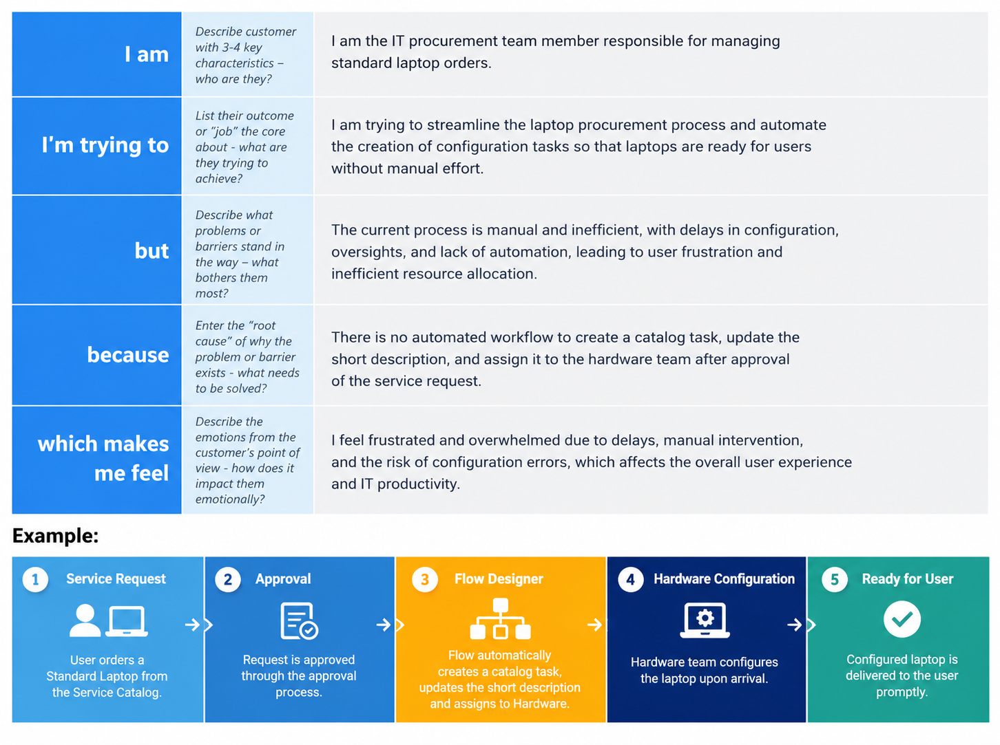 I am
Describe customer
with 3-4 key
characteristics –
who are they?
I am the IT procurement team member responsible for managing
standard laptop orders.
I'm trying to
List their outcome
or "job" the core
about - what are
they trying to
achieve?
I am trying to streamline the laptop procurement process and automate
the creation of configuration tasks so that laptops are ready for users
without manual effort.
but
Describe what
problems or
barriers stand in
the way – what
bothers them
most?
The current process is manual and inefficient, with delays in configuration,
oversights, and lack of automation, leading to user frustration and
inefficient resource allocation.
because
Enter the “root
cause” of why the
problem or barrier
exists - what needs
to be solved?
There is no automated workflow to create a catalog task, update the
short description, and assign it to the hardware team after approval
of the service request.
which makes
me feel
Describe the
emotions from the
customer's point of
view - how does it
impact them
emotionally?
I feel frustrated and overwhelmed due to delays, manual intervention,
and the risk of configuration errors, which affects the overall user experience
and IT productivity.
Example:
1 Service Request
User orders a
Standard Laptop from
the Service Catalog.
2 Approval
Request is approved
through the approval
process.
3 Flow Designer
Flow automatically
creates a catalog task,
updates the short description
and assigns to Hardware.
4 Hardware Configuration
Hardware team configures
the laptop upon arrival.
5 Ready for User
Configured laptop is
delivered to the user
promptly.